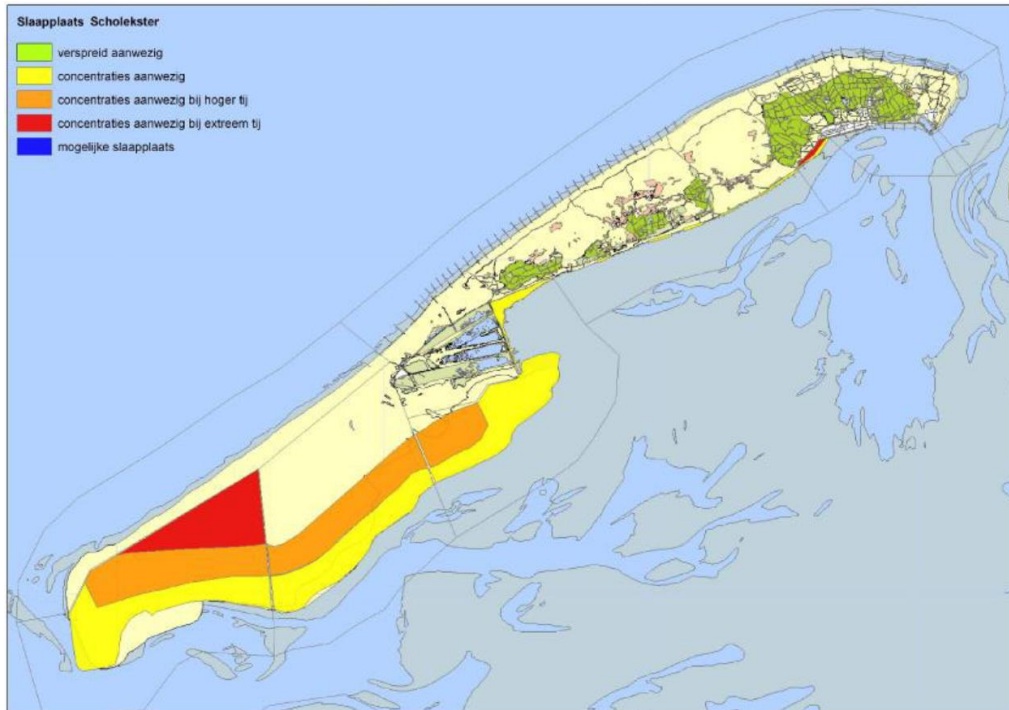 Slaapplaats Scholekster
verspreid aanwezig
concentraties aanwezig
concentraties aanwezig bij hoger tij
concentraties aanwezig bij extreem tij
mogelijke slaapplaats